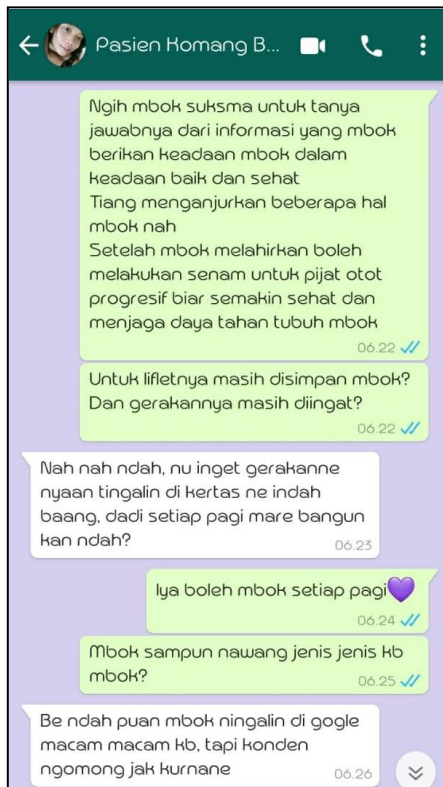 Pasien Komang B...
Ngih mbok suksma untuk tanya
jawabnya dari informasi yang mbok
berikan keadaan mbok dalam
keadaan baik dan sehat
Tiang menganjurkan beberapa hal
mbok nah
Setelah mbok melahirkan boleh
melakukan senam untuk pijat otot
progresif biar semakin sehat dan
menjaga daya tahan tubuh mbok
06.22
Untuk lifletnya masih disimpan mbok?
Dan gerakannya masih diingat?
06.22
Nah nah ndah, nu inget gerakanne
nyaan tingalin di kertas ne indah
baang, dadi setiap pagi mare bangun
kan ndah?
06.23
Iya boleh mbok setiap pagi💜
06.24
Mbok sampun nawang jenis jenis kb
mbok?
06.25
Be ndah puan mbok ningalin di gogle
macam macam kb, tapi konden
ngomong jak kurnane
06.26